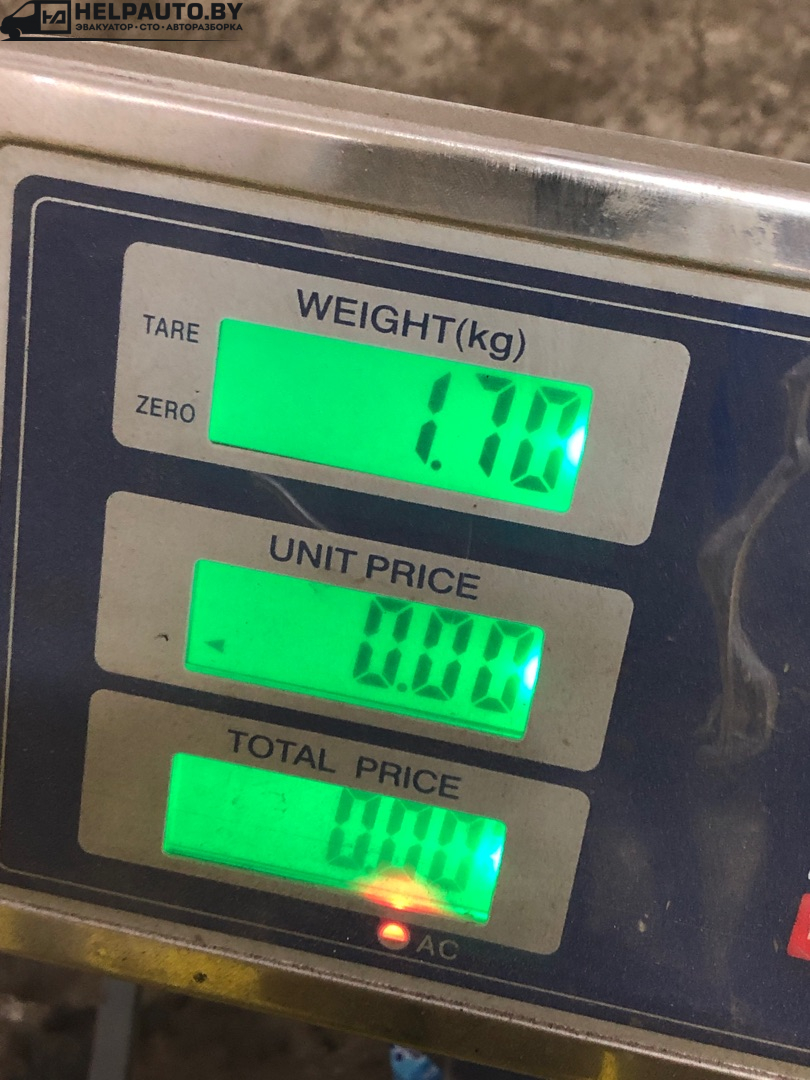 HELPAUTO.BY
ЭВАКУАТОР • СТО • АВТОРАЗБОРКА
WEIGHT(kg)
TARE
1.70
ZERO
UNIT PRICE
0.00
TOTAL PRICE
0.00
AC